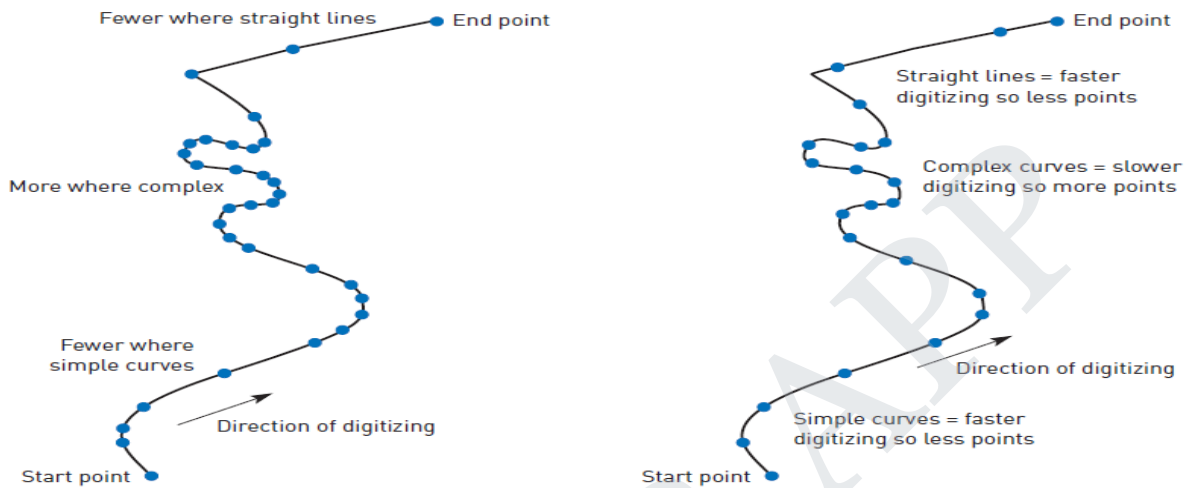 Fewer where straight lines
End point
More where complex
Fewer where
simple curves
Direction of digitizing
Start point
End point
Straight lines = faster
digitizing so less points
Complex curves = slower
digitizing so more points
Direction of digitizing
Simple curves = faster
digitizing so less points
Start point
APP